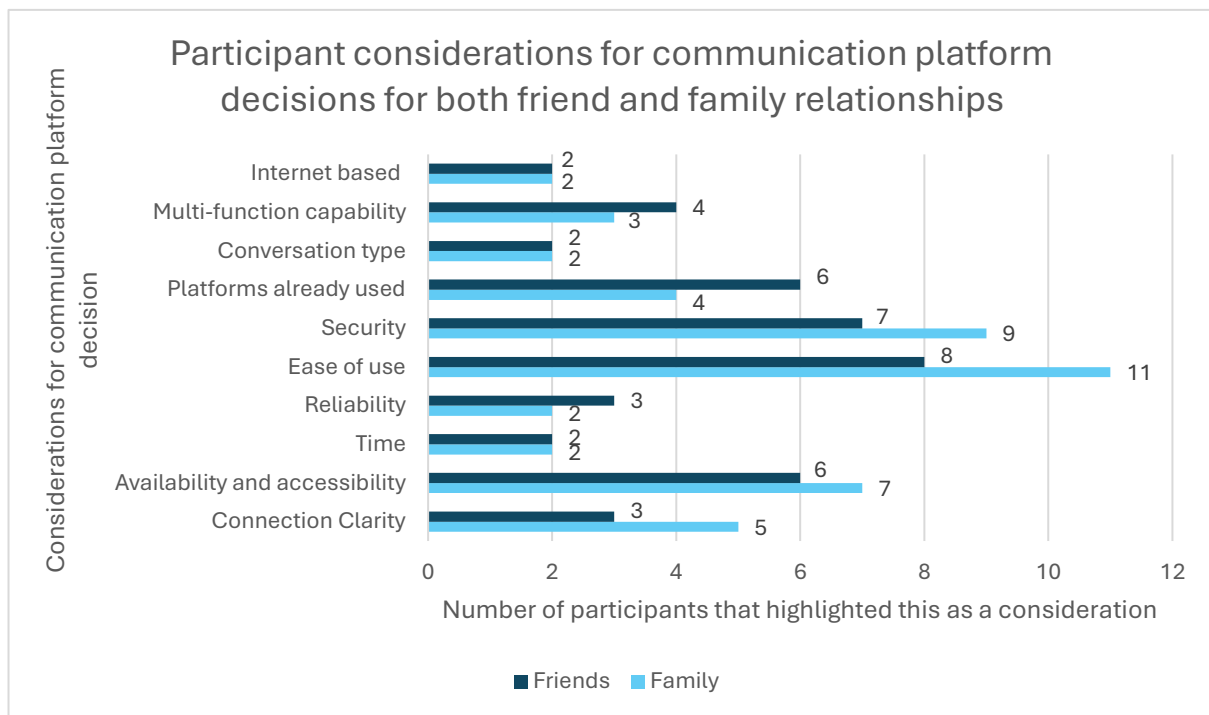 Participant considerations for communication platform
decisions for both friend and family relationships
Considerations for communication platform
decision
Internet based 2
2
Multi-function capability 4
3
Conversation type 2
2
Platforms already used 6
4
Security 7
9
Ease of use 8
11
Reliability 3
2
Time 2
2
Availability and accessibility 6
7
Connection Clarity 3
5
0 2 4 6 8 10 12
Number of participants that highlighted this as a consideration
Friends Family